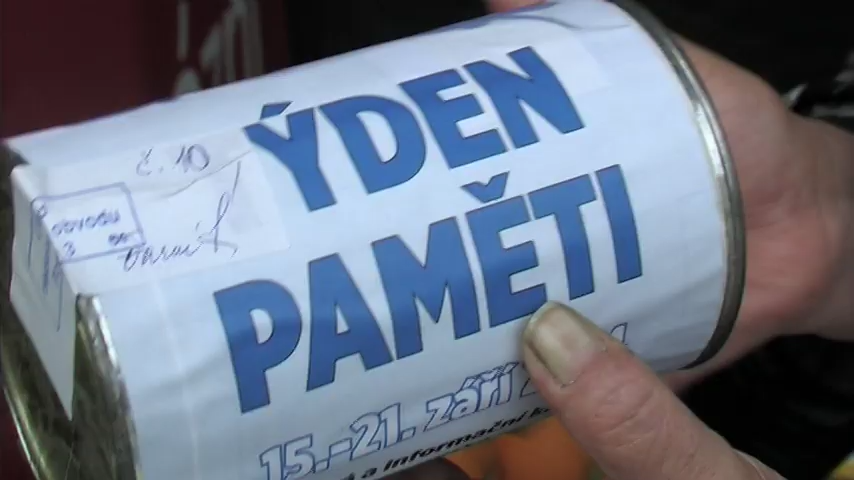 č. 10
ÝDEN
PAMĚTI
15.-21. září
a informační